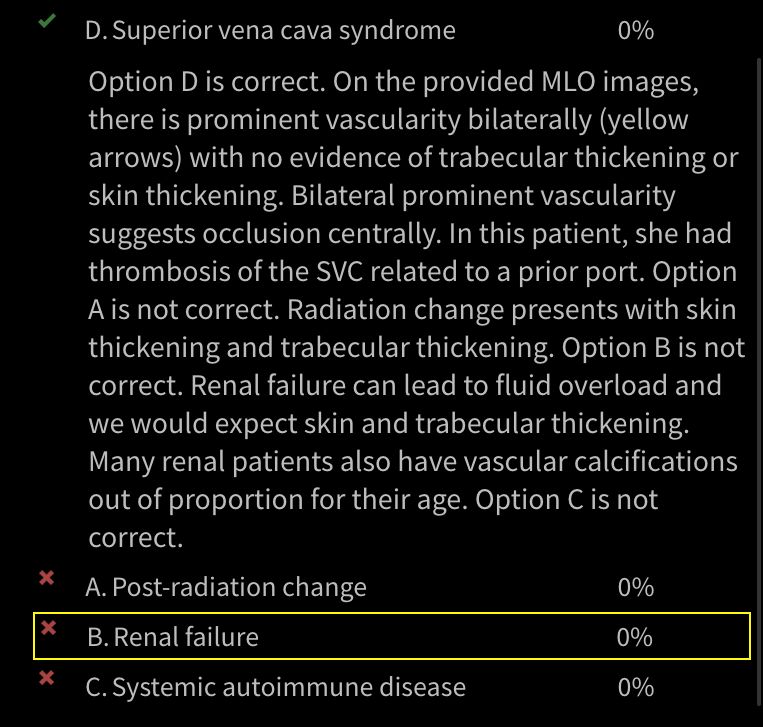 D. Superior vena cava syndrome 0%
Option D is correct. On the provided MLO images,
there is prominent vascularity bilaterally (yellow
arrows) with no evidence of trabecular thickening or
skin thickening. Bilateral prominent vascularity
suggests occlusion centrally. In this patient, she had
thrombosis of the SVC related to a prior port. Option
A is not correct. Radiation change presents with skin
thickening and trabecular thickening. Option B is not
correct. Renal failure can lead to fluid overload and
we would expect skin and trabecular thickening.
Many renal patients also have vascular calcifications
out of proportion for their age. Option C is not
correct.
A. Post-radiation change 0%
B. Renal failure 0%
C. Systemic autoimmune disease 0%